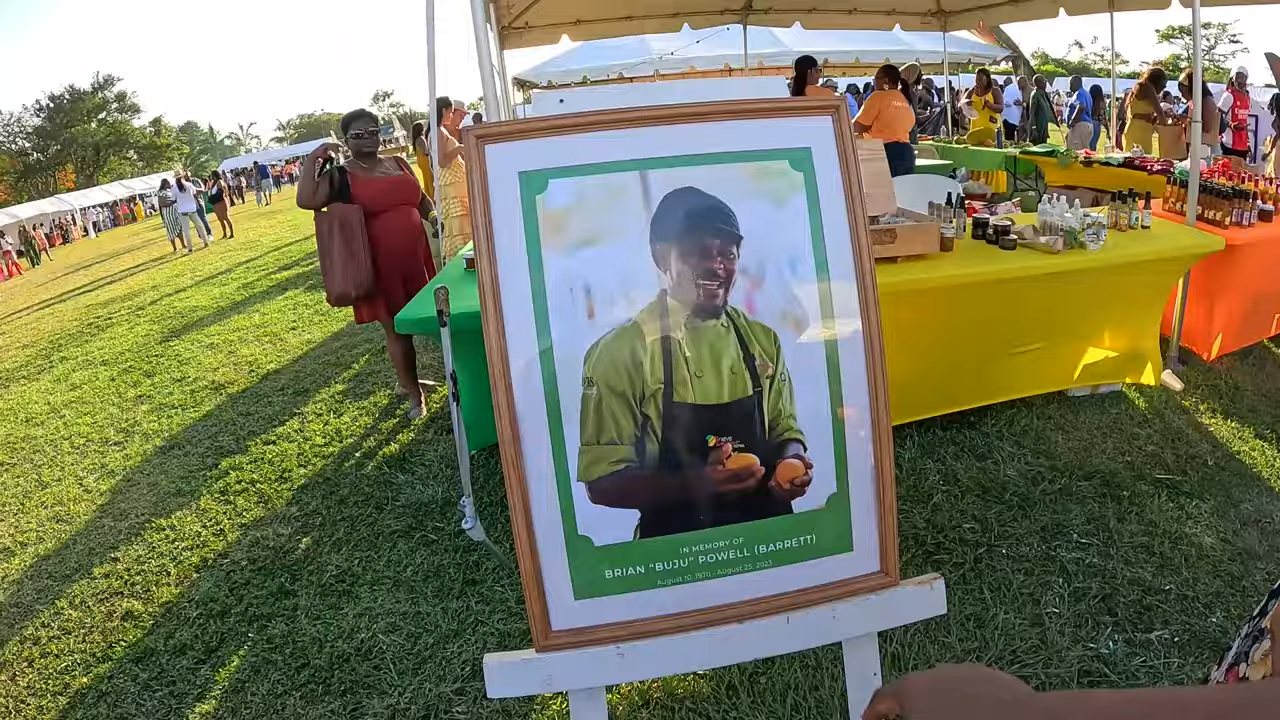 IN MEMORY OF
BRIAN "BUJU" POWELL (BARRETT)
August 10, 1970 - August 25, 2023